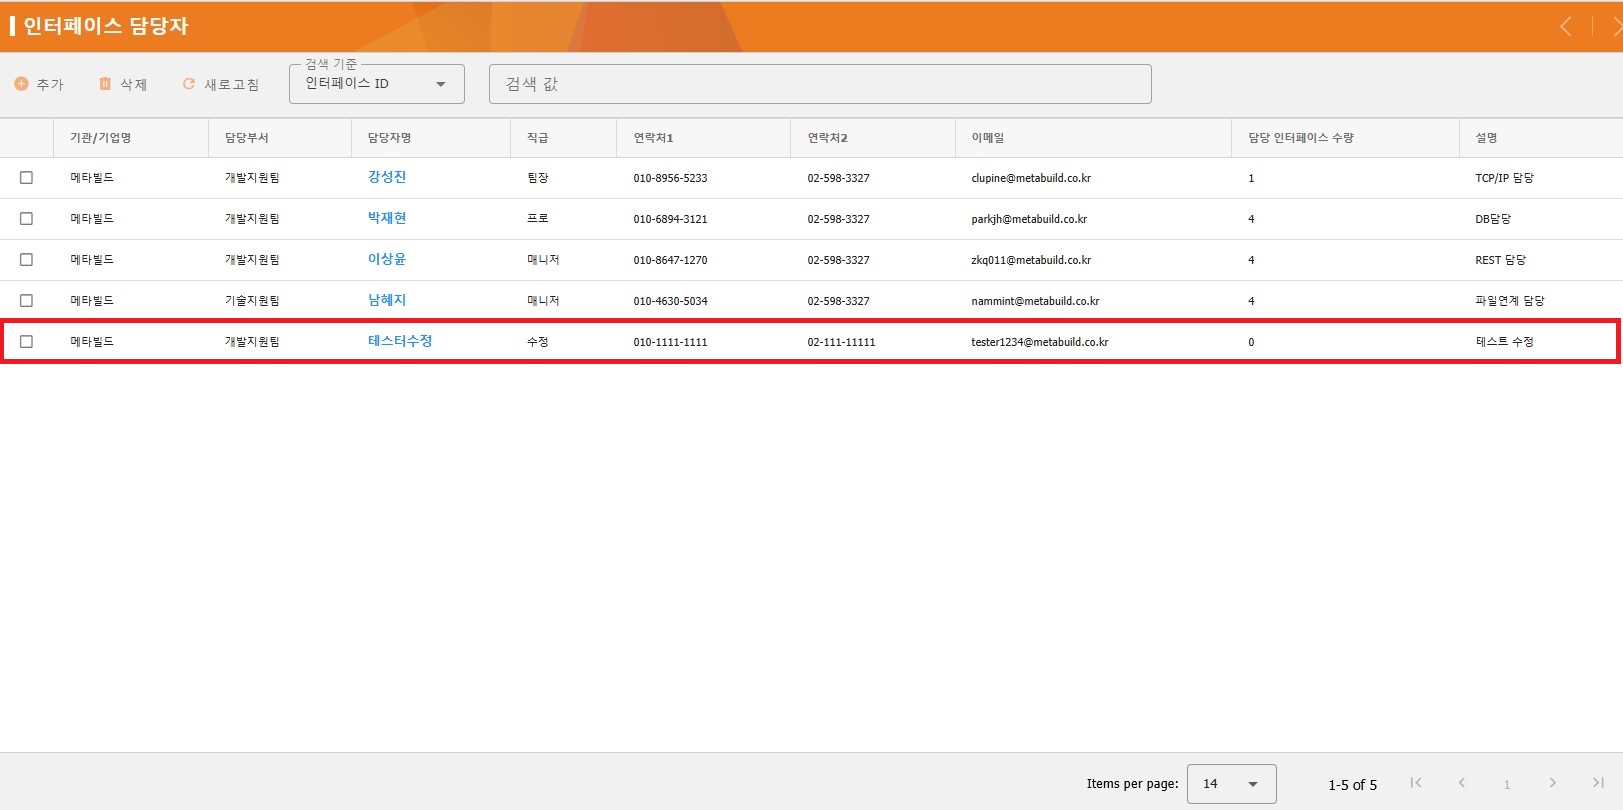 인터페이스 담당자
추가 삭제 새로고침 검색 기준 인터페이스 ID 검색 값
기관/기업명 담당부서 담당자명 직급 연락처1 연락처2 이메일 담당 인터페이스 수량 설명
메타빌드 개발지원팀 강성진 팀장 010-8956-5233 02-598-3327 clupine@metabuild.co.kr 1 TCP/IP 담당
메타빌드 개발지원팀 박재현 프로 010-6894-3121 02-598-3327 parkjh@metabuild.co.kr 4 DB담당
메타빌드 개발지원팀 이상윤 매니저 010-8647-1270 02-598-3327 zkq011@metabuild.co.kr 4 REST 담당
메타빌드 기술지원팀 남혜지 매니저 010-4630-5034 02-598-3327 nammint@metabuild.co.kr 4 파일연계 담당
메타빌드 개발지원팀 테스터수정 수정 010-1111-1111 02-111-11111 tester1234@metabuild.co.kr 0 테스트 수정
Items per page: 14 1-5 of 5 1